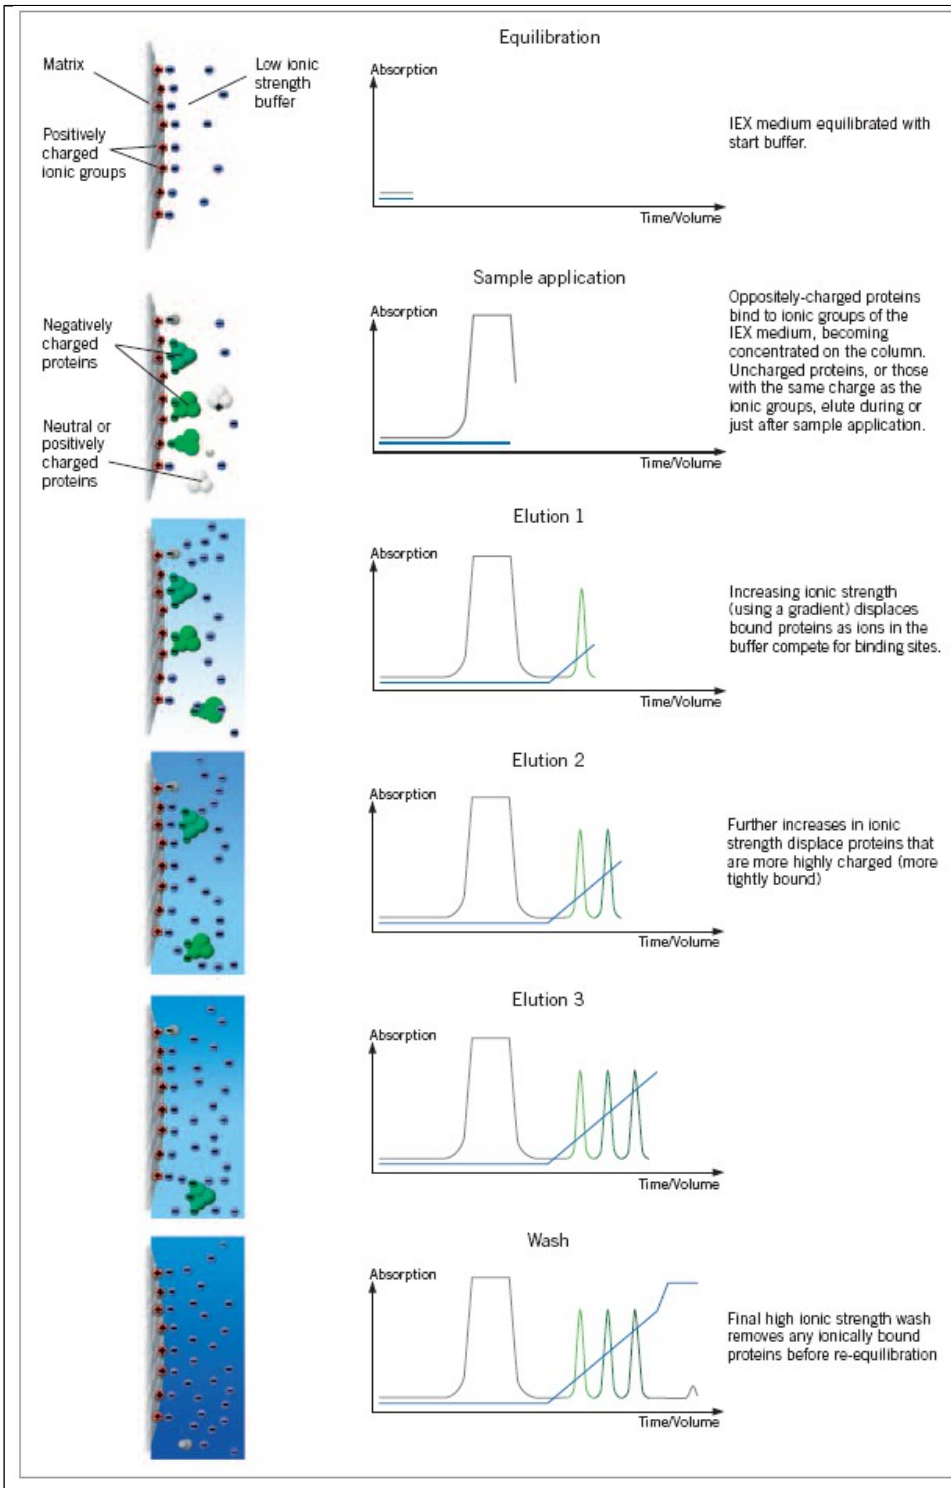 Equilibration
Matrix
Low ionic
strength
buffer
Positively
charged
ionic groups
Absorption
Time/Volume
IEX medium equilibrated with
start buffer.
Sample application
Negatively
charged
proteins
Neutral or
positively
charged
proteins
Absorption
Time/Volume
Oppositely-charged proteins
bind to ionic groups of the
IEX medium, becoming
concentrated on the column.
Uncharged proteins, or those
with the same charge as the
ionic groups, elute during or
just after sample application.
Elution 1
Absorption
Time/Volume
Increasing ionic strength
(using a gradient) displaces
bound proteins as ions in the
buffer compete for binding sites.
Elution 2
Absorption
Time/Volume
Further increases in ionic
strength displace proteins that
are more highly charged (more
tightly bound)
Elution 3
Absorption
Time/Volume
Wash
Absorption
Time/Volume
Final high ionic strength wash
removes any ionically bound
proteins before re-equilibration